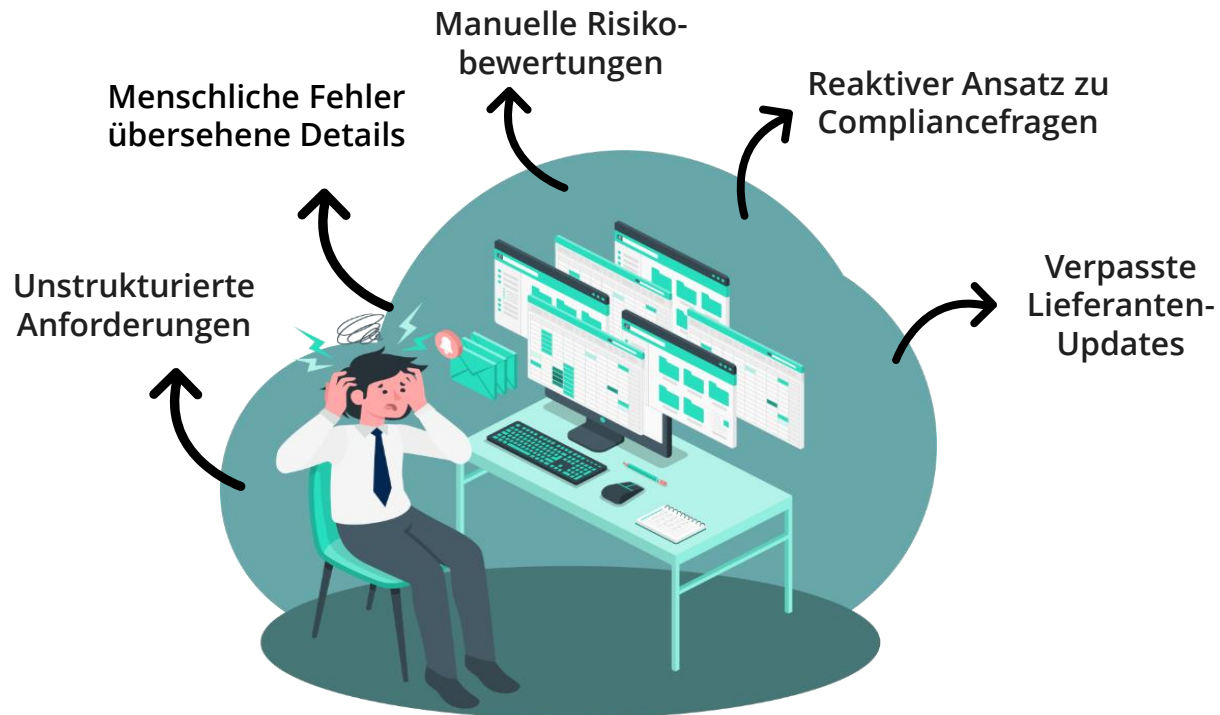 Manuelle Risiko-
bewertungen
Menschliche Fehler
übersehene Details
Reaktiver Ansatz zu
Compliancefragen
Unstrukturierte
Anforderungen
Verpasste
Lieferanten-
Updates